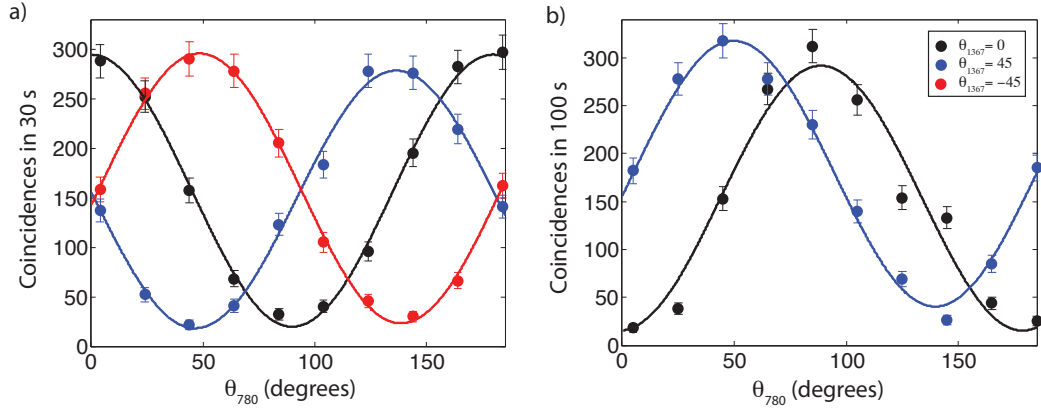 a)
Coincidences in 30 s
300
250
200
150
100
50
0
0 50 100 150
θ780 (degrees)
b)
Coincidences in 100 s
300
250
200
150
100
50
0
0 50 100 150
θ780 (degrees)
θ1367= 0
θ1367= 45
θ1367= −45